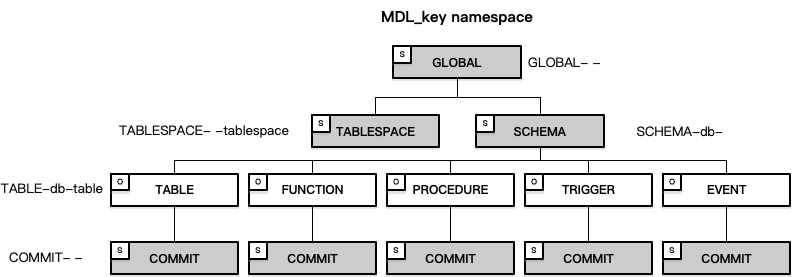 MDL_key namespace
s
GLOBAL
GLOBAL- -
TABLESPACE- -tablespace
s
TABLESPACE
s
SCHEMA
SCHEMA-db-
TABLE-db-table
o
TABLE
o
FUNCTION
o
PROCEDURE
o
TRIGGER
o
EVENT
COMMIT- -
s
COMMIT
s
COMMIT
s
COMMIT
s
COMMIT
s
COMMIT